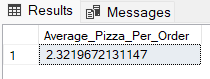 Results Messages
Average_Pizza_Per_Order
1 2.3219672131147